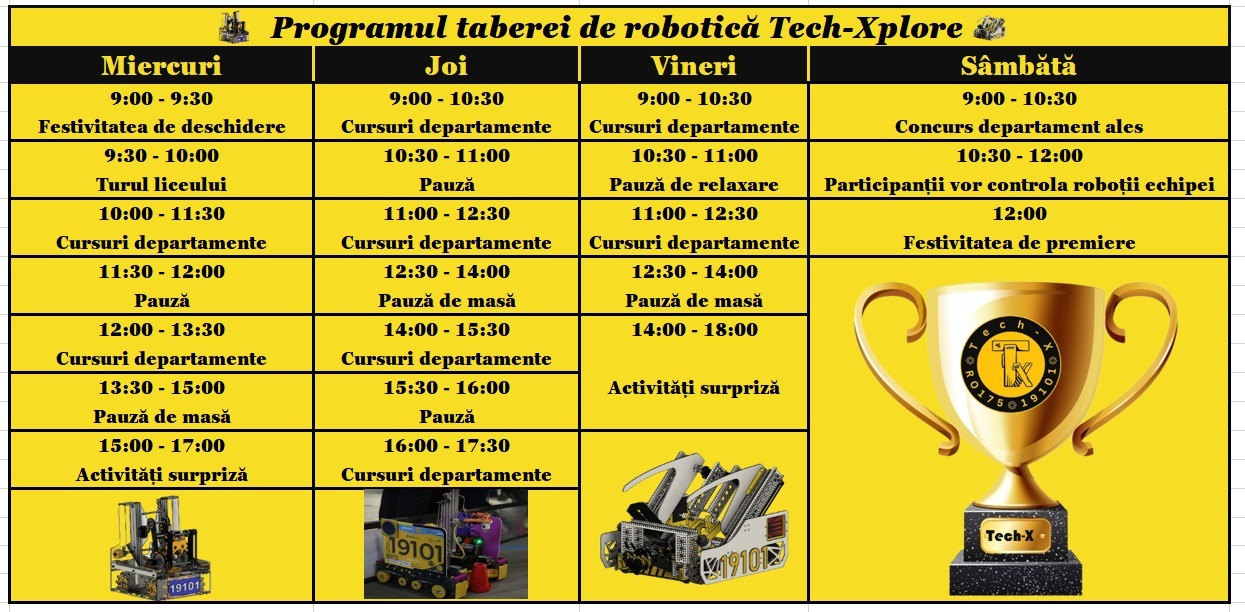 Programul taberei de robotică Tech-Xplore
Miercuri
9:00 - 9:30
Festivitatea de deschidere
9:30 - 10:00
Turul liceului
10:00 - 11:30
Cursuri departamente
11:30 - 12:00
Pauză
12:00 - 13:30
Cursuri departamente
13:30 - 15:00
Pauză de masă
15:00 - 17:00
Activități surpriză
19101
Joi
9:00 - 10:30
Cursuri departamente
10:30 - 11:00
Pauză
11:00 - 12:30
Cursuri departamente
12:30 - 14:00
Pauză de masă
14:00 - 15:30
Cursuri departamente
15:30 - 16:00
Pauză
16:00 - 17:30
Cursuri departamente
19101
Vineri
9:00 - 10:30
Cursuri departamente
10:30 - 11:00
Pauză de relaxare
11:00 - 12:30
Cursuri departamente
12:30 - 14:00
Pauză de masă
14:00 - 18:00
Activități surpriză
19101
Sâmbătă
9:00 - 10:30
Concurs departament ales
10:30 - 12:00
Participanții vor controla roboții echipei
12:00
Festivitatea de premiere
Tech-X
Tx
RO175 19101
Tech-X